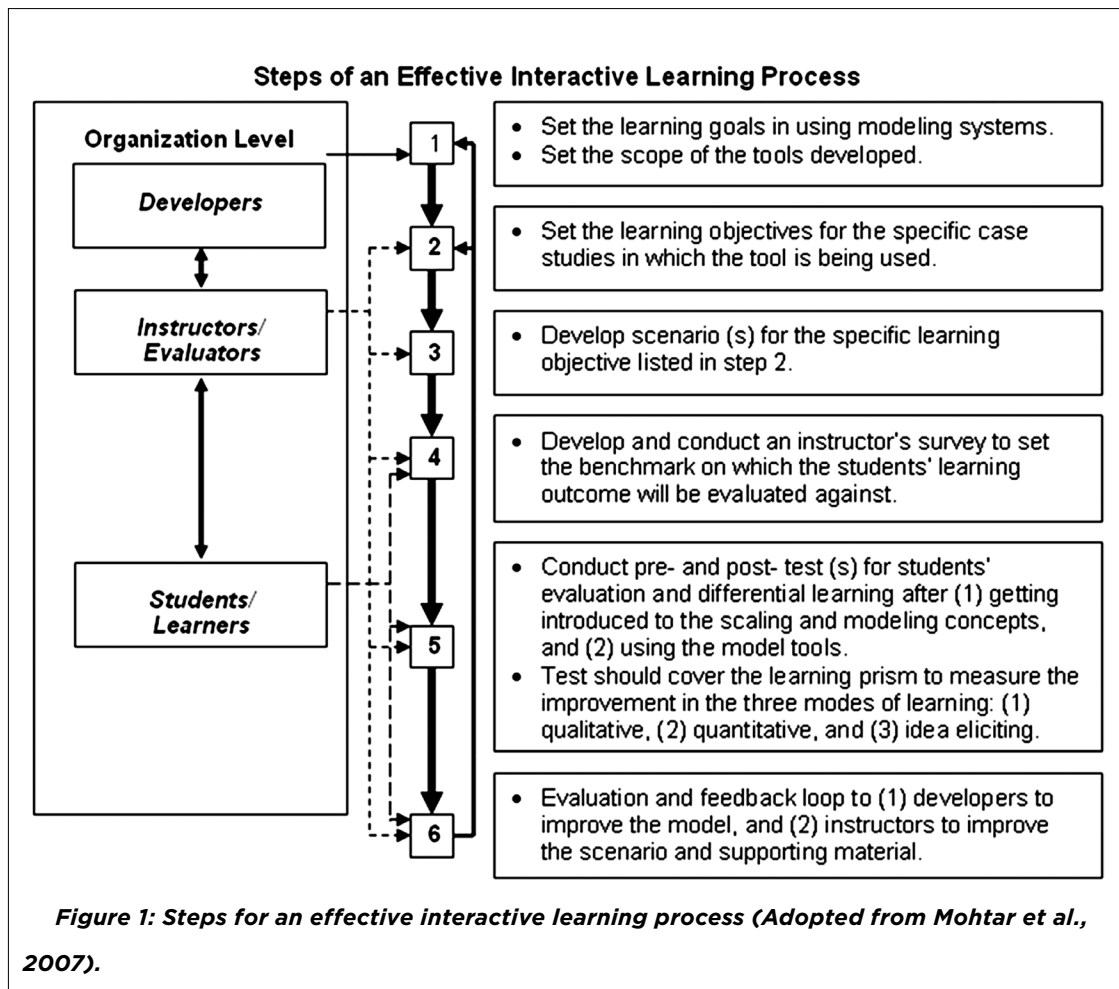 Steps of an Effective Interactive Learning Process
Organization Level
Developers
Instructors/
Evaluators
Students/
Learners
1
2
3
4
5
6
• Set the learning goals in using modeling systems.
• Set the scope of the tools developed.
• Set the learning objectives for the specific case
studies in which the tool is being used.
• Develop scenario (s) for the specific learning
objective listed in step 2.
• Develop and conduct an instructor's survey to set
the benchmark on which the students' learning
outcome will be evaluated against.
• Conduct pre- and post- test (s) for students'
evaluation and differential learning after (1) getting
introduced to the scaling and modeling concepts,
and (2) using the model tools.
• Test should cover the learning prism to measure the
improvement in the three modes of learning: (1)
qualitative, (2) quantitative, and (3) idea eliciting.
• Evaluation and feedback loop to (1) developers to
improve the model, and (2) instructors to improve
the scenario and supporting material.
Figure 1: Steps for an effective interactive learning process (Adopted from Mohtar et al.,
2007).